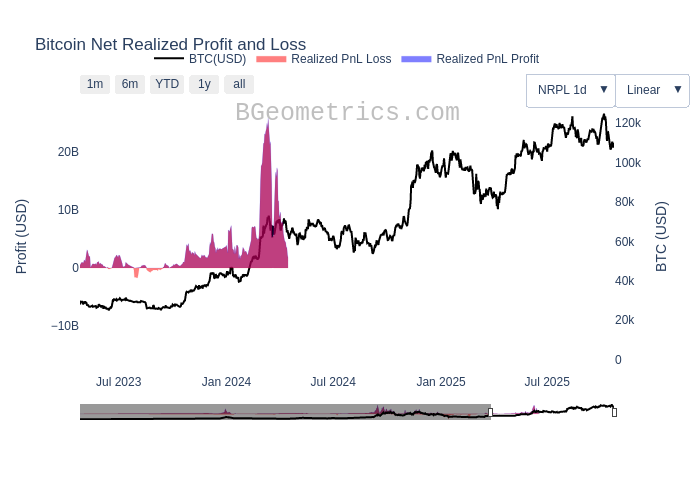 Bitcoin Net Realized Profit and Loss
BTC(USD) Realized PnL Loss Realized PnL Profit
1m 6m YTD 1y all NRPL 1d ▼ Linear ▼
BGeometrics.com
20B
10B
0
−10B
Profit (USD)
120k
100k
80k
60k
40k
20k
0
BTC (USD)
Jul 2023 Jan 2024 Jul 2024 Jan 2025 Jul 2025